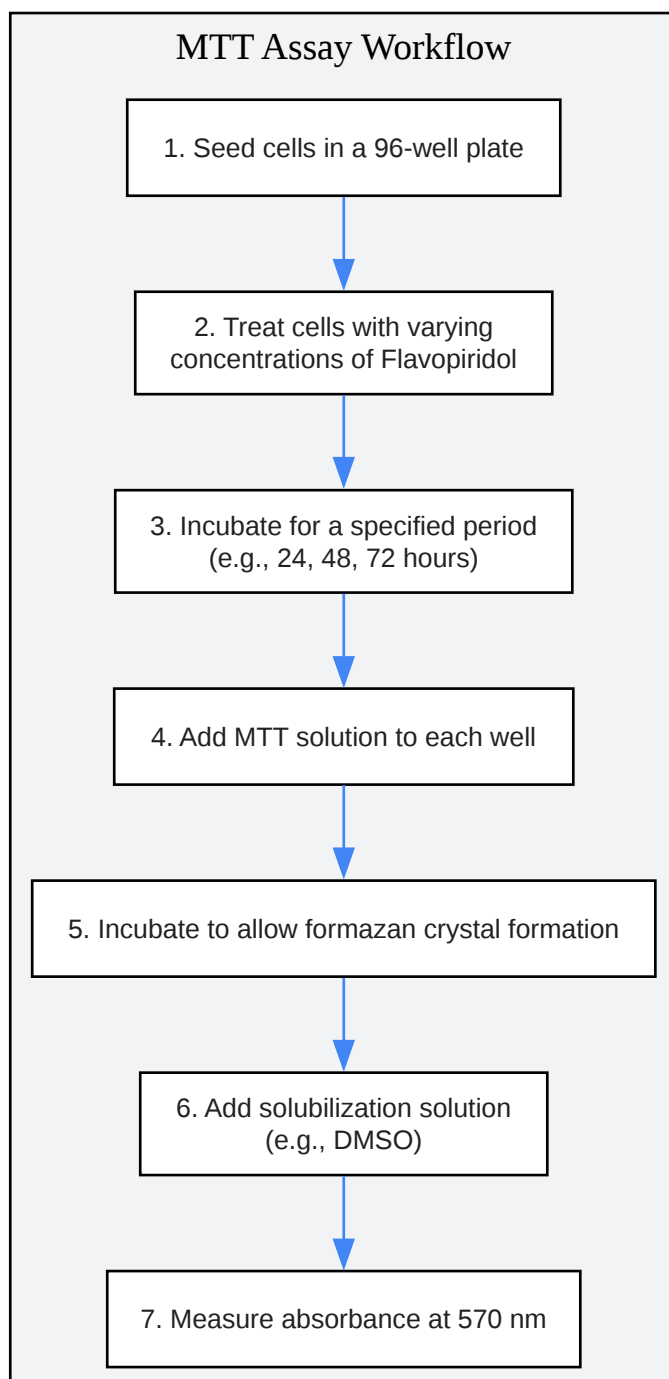 MTT Assay Workflow
1. Seed cells in a 96-well plate
2. Treat cells with varying
concentrations of Flavopiridol
3. Incubate for a specified period
(e.g., 24, 48, 72 hours)
4. Add MTT solution to each well
5. Incubate to allow formazan crystal formation
6. Add solubilization solution
(e.g., DMSO)
7. Measure absorbance at 570 nm